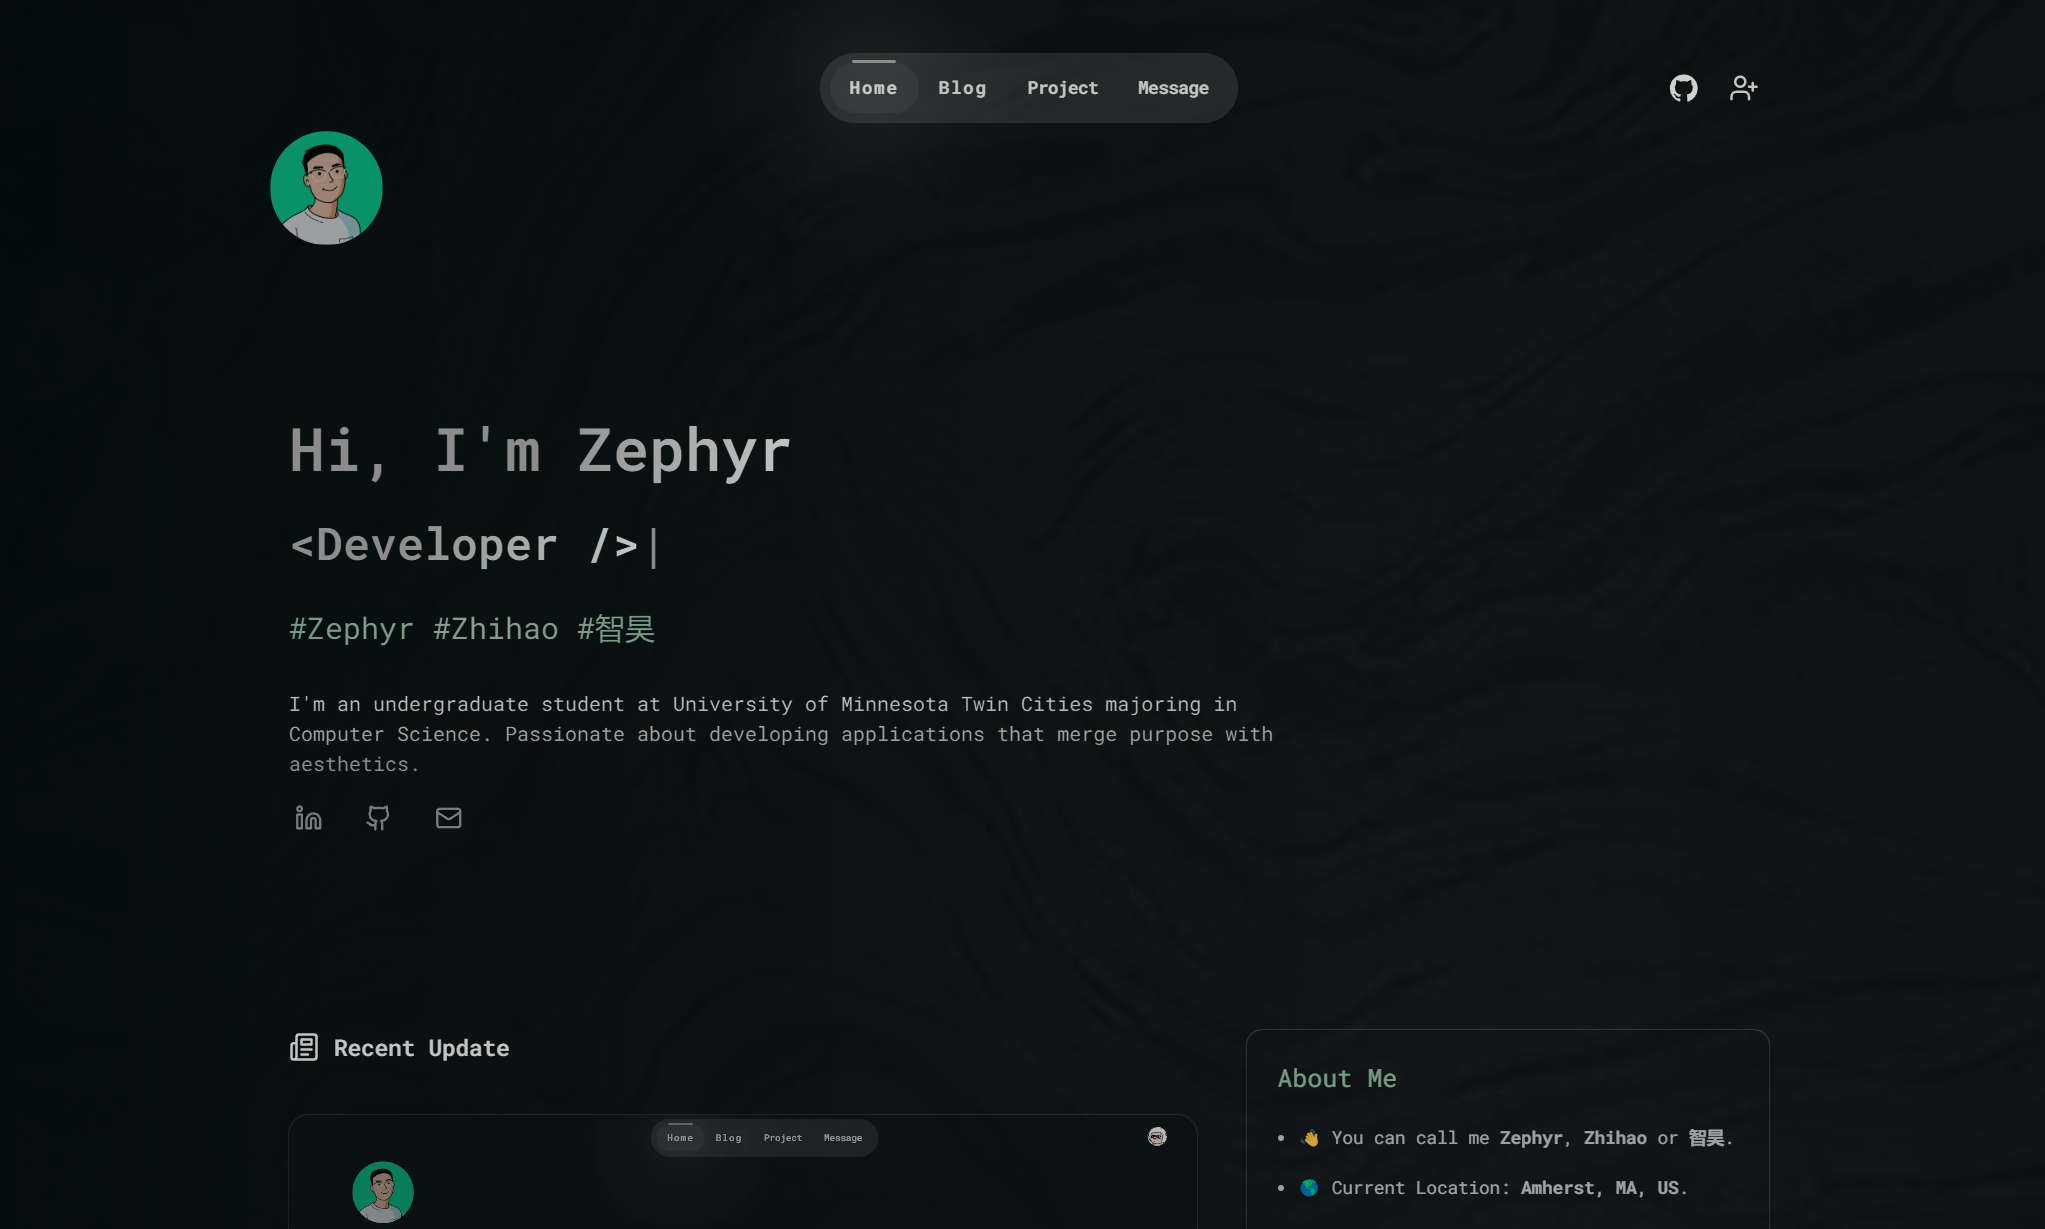 Home Blog Project Message
Hi, I'm Zephyr
<Developer />|
#Zephyr #Zhihao #智昊
I'm an undergraduate student at University of Minnesota Twin Cities majoring in
Computer Science. Passionate about developing applications that merge purpose with
aesthetics.
Recent Update
Home Blog Project Message
About Me
• 👋 You can call me Zephyr, Zhihao or 智昊.
• 🌎 Current Location: Amherst, MA, US.